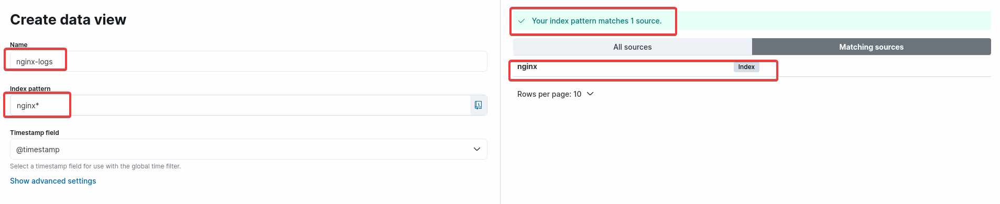 Create data view
Name
nginx-logs
Index pattern
nginx*
Timestamp field
@timestamp
Select a timestamp field for use with the global time filter.
Show advanced settings
Your index pattern matches 1 source.
All sources
Matching sources
nginx
Index
Rows per page: 10